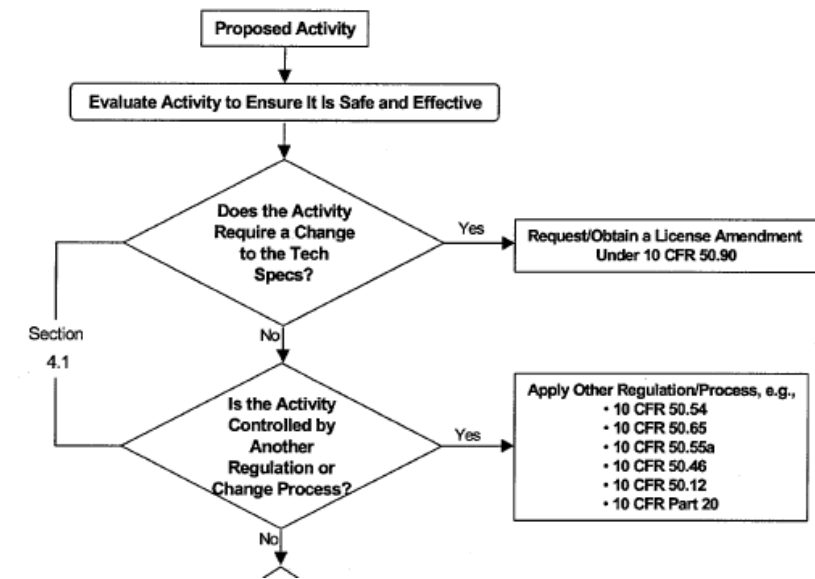 Proposed Activity
Evaluate Activity to Ensure It Is Safe and Effective
Does the Activity
Require a Change
to the Tech
Specs?
Yes
Request/Obtain a License Amendment
Under 10 CFR 50.90
Section
4.1
No
Is the Activity
Controlled by
Another
Regulation or
Change Process?
Yes
Apply Other Regulation/Process, e.g.,
• 10 CFR 50.54
• 10 CFR 50.65
• 10 CFR 50.55a
• 10 CFR 50.46
• 10 CFR 50.12
• 10 CFR Part 20
No